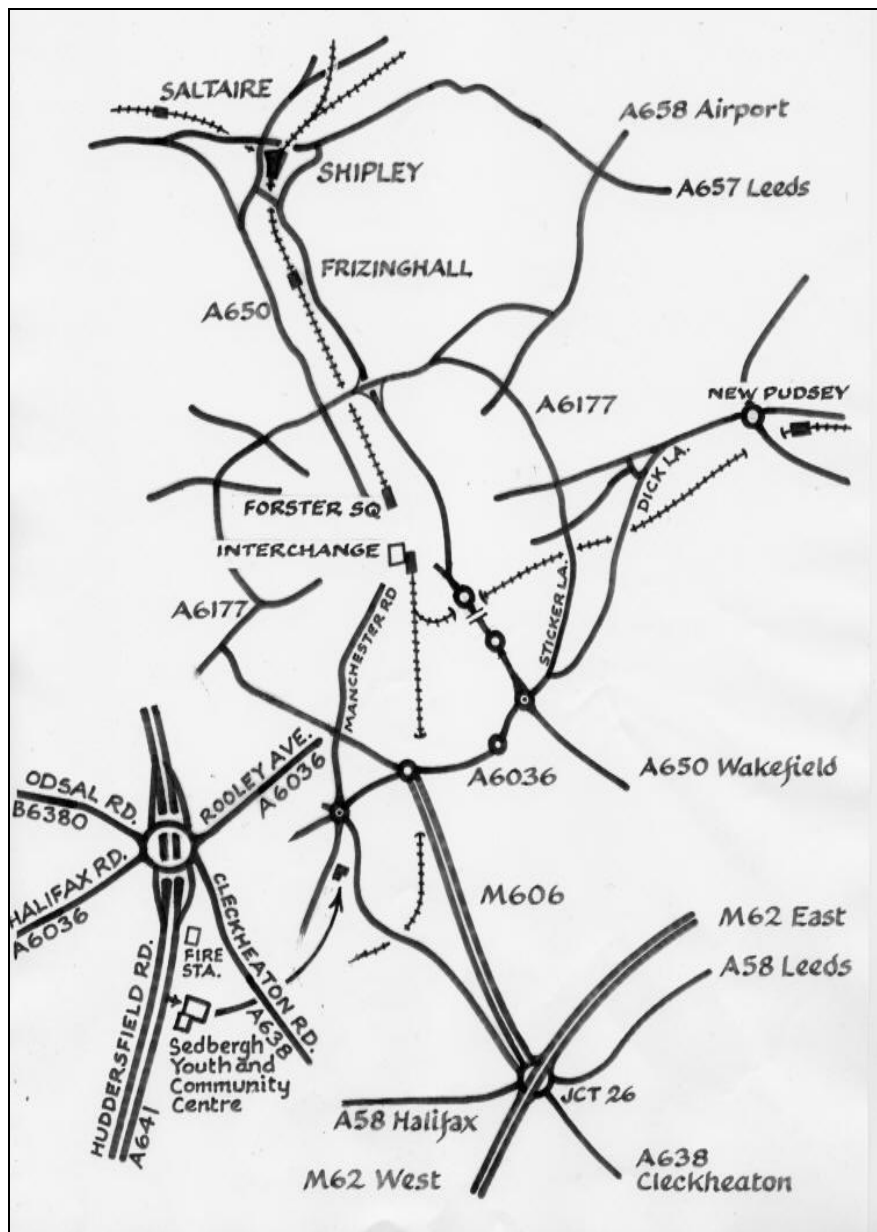 SALTAIRE
A658 Airport
SHIPLEY
A657 Leeds
FRIZINGHALL
A650
NEW PUDSEY
A6177
DICK LA.
FORSTER SQ
INTERCHANGE
A6177
MANCHESTER RD
STICKER LA.
ODSAL RD.
B6380
ROOLEY AVE.
A6036
A6036
A650 Wakefield
HALIFAX RD.
A6036
CLECKHEATON RD.
A638
M606
M62 East
FIRE
STA.
A58 Leeds
HUDDERSFIELD RD.
A641
Sedbergh
Youth and
Community
Centre
JCT 26
A58 Halifax
M62 West
A638
Cleckheaton